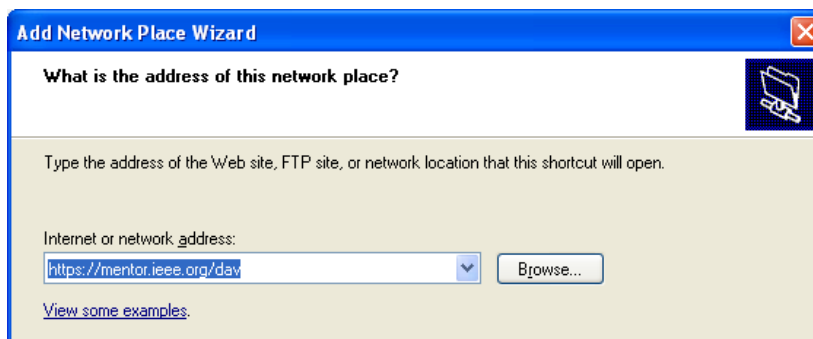 Add Network Place Wizard
What is the address of this network place?
Type the address of the Web site, FTP site, or network location that this shortcut will open.
Internet or network address:
https://mentor.ieee.org/dav
Browse...
View some examples.